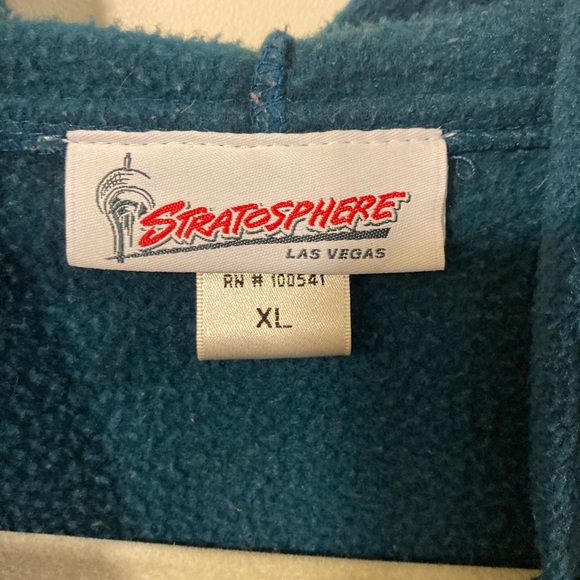 STRATOSPHERE
LAS VEGAS
RN # 100541
XL